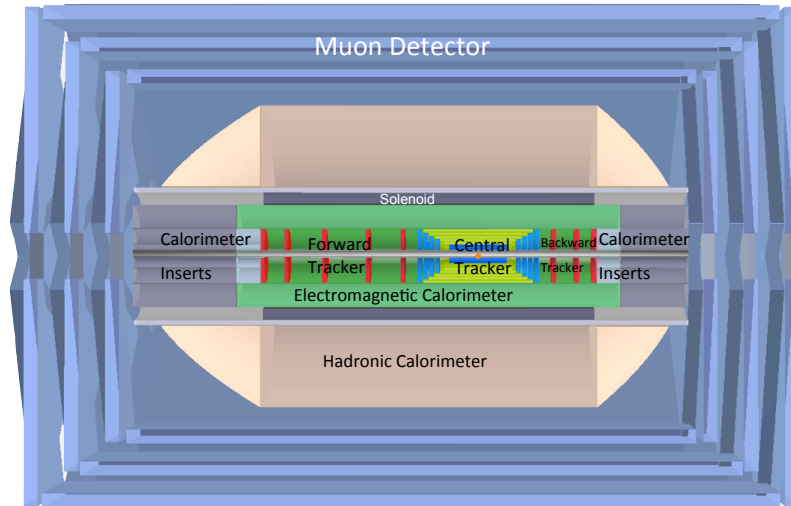 Muon Detector
Solenoid
Calorimeter
Forward
Central
Backward
Calorimeter
Inserts
Tracker
Tracker
Tracker
Inserts
Electromagnetic Calorimeter
Hadronic Calorimeter